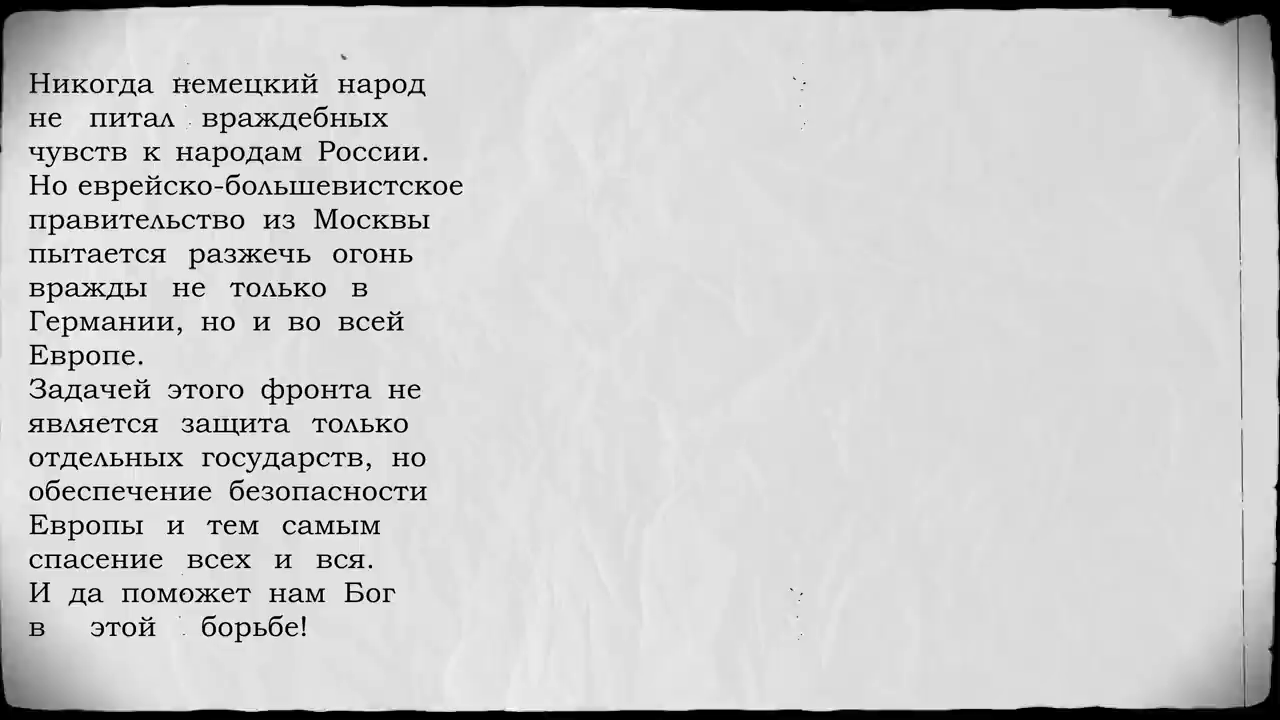 Никогда немецкий народ
не питал враждебных
чувств к народам России.
Но еврейско-большевистское
правительство из Москвы
пытается разжечь огонь
вражды не только в
Германии, но и во всей
Европе.
Задачей этого фронта не
является защита только
отдельных государств, но
обеспечение безопасности
Европы и тем самым
спасение всех и вся.
И да поможет нам Бог
в этой борьбе!